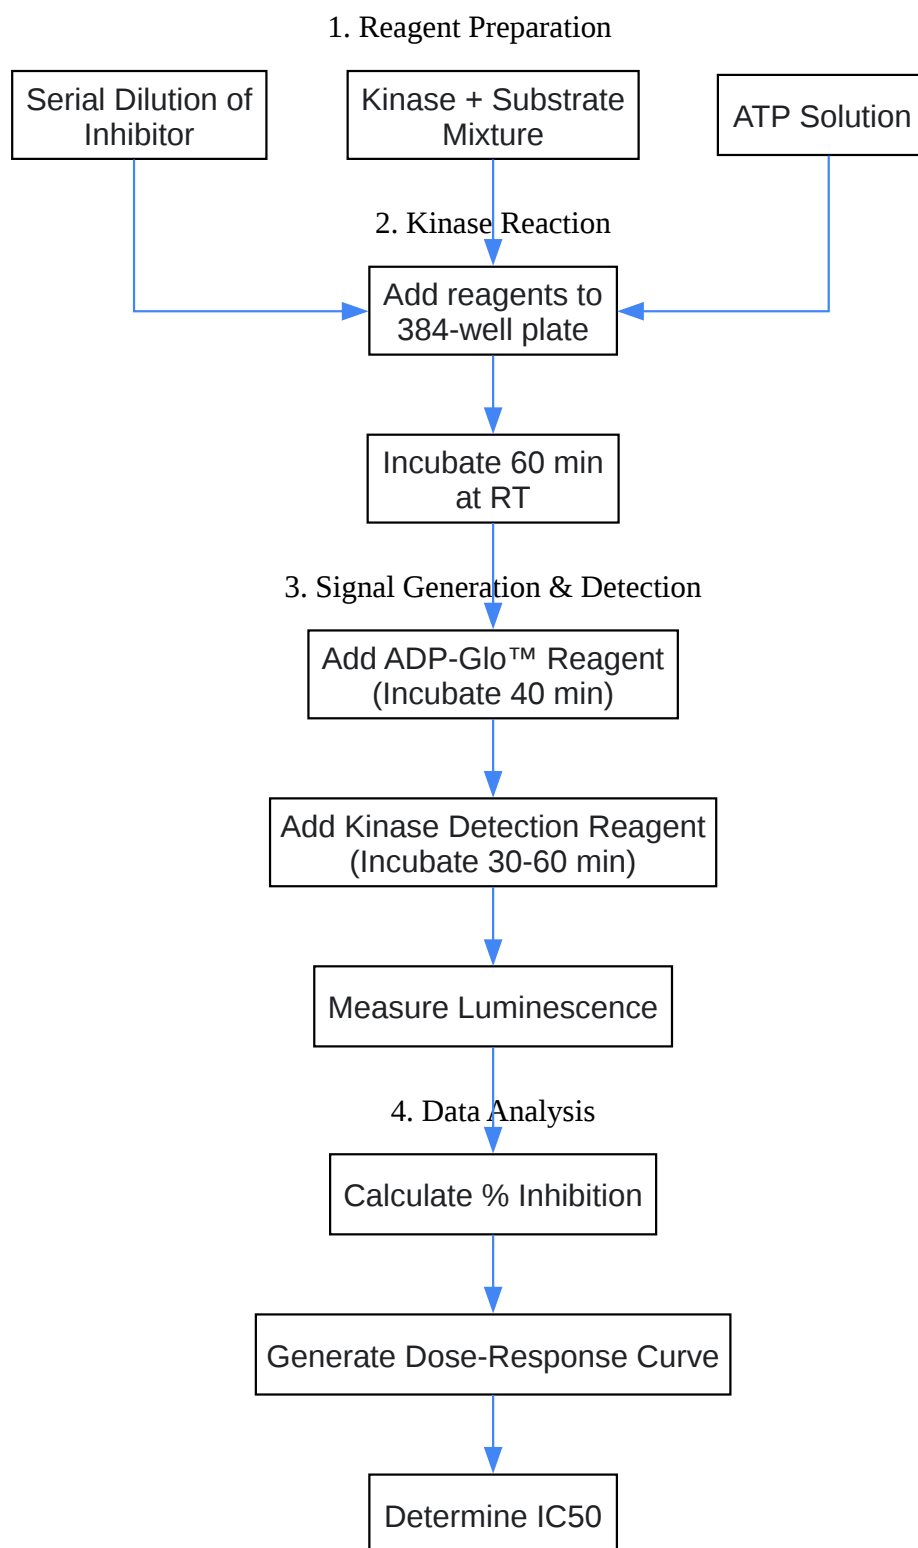 1. Reagent Preparation
Serial Dilution of
Inhibitor
Kinase + Substrate
Mixture
ATP Solution
2. Kinase Reaction
Add reagents to
384-well plate
Incubate 60 min
at RT
3. Signal Generation & Detection
Add ADP-Glo™ Reagent
(Incubate 40 min)
Add Kinase Detection Reagent
(Incubate 30-60 min)
Measure Luminescence
4. Data Analysis
Calculate % Inhibition
Generate Dose-Response Curve
Determine IC50